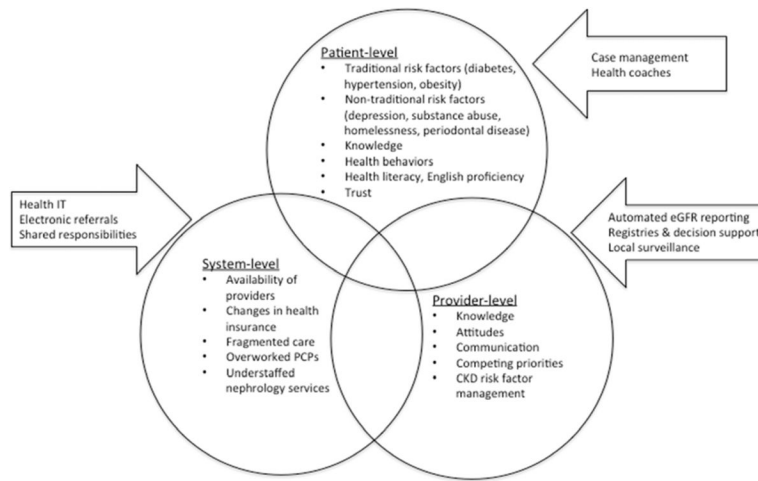 Patient-level
• Traditional risk factors (diabetes,
hypertension, obesity)
• Non-traditional risk factors
(depression, substance abuse,
homelessness, periodontal disease)
• Knowledge
• Health behaviors
• Health literacy, English proficiency
• Trust
Case management
Health coaches
Health IT
Electronic referrals
Shared responsibilities
Automated eGFR reporting
Registries & decision support
Local surveillance
System-level
• Availability of
providers
• Changes in health
insurance
• Fragmented care
• Overworked PCPs
• Understaffed
nephrology services
Provider-level
• Knowledge
• Attitudes
• Communication
• Competing priorities
• CKD risk factor
management